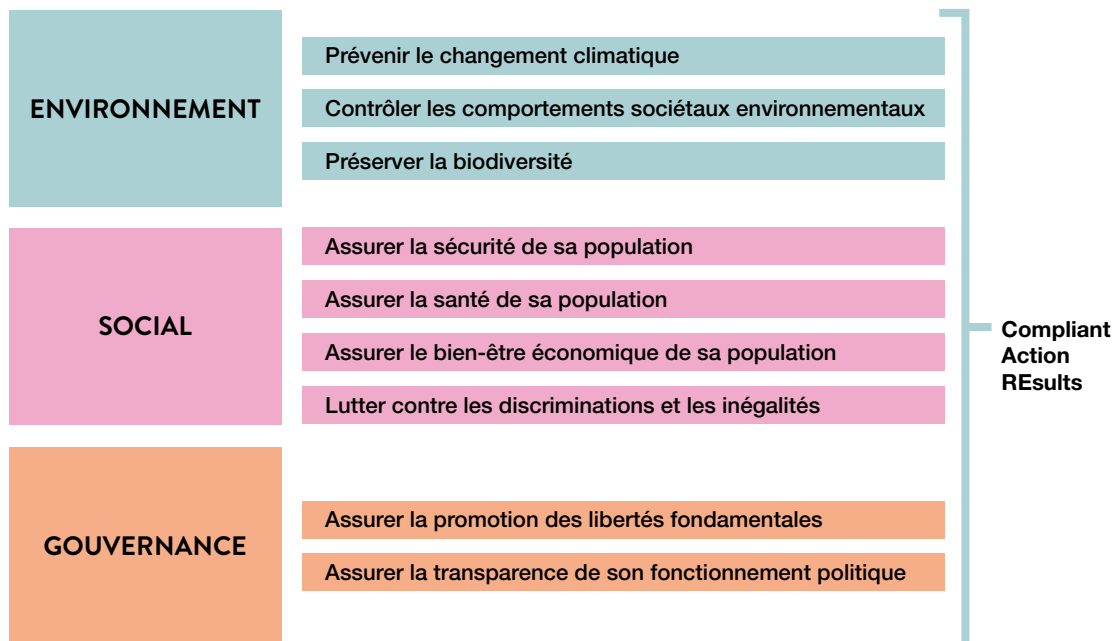 ENVIRONNEMENT
Prévenir le changement climatique
Contrôler les comportements sociétaux environnementaux
Préserver la biodiversité
SOCIAL
Assurer la sécurité de sa population
Assurer la santé de sa population
Assurer le bien-être économique de sa population
Lutter contre les discriminations et les inégalités
GOUVERNANCE
Assurer la promotion des libertés fondamentales
Assurer la transparence de son fonctionnement politique
Compliant
Action
REsults